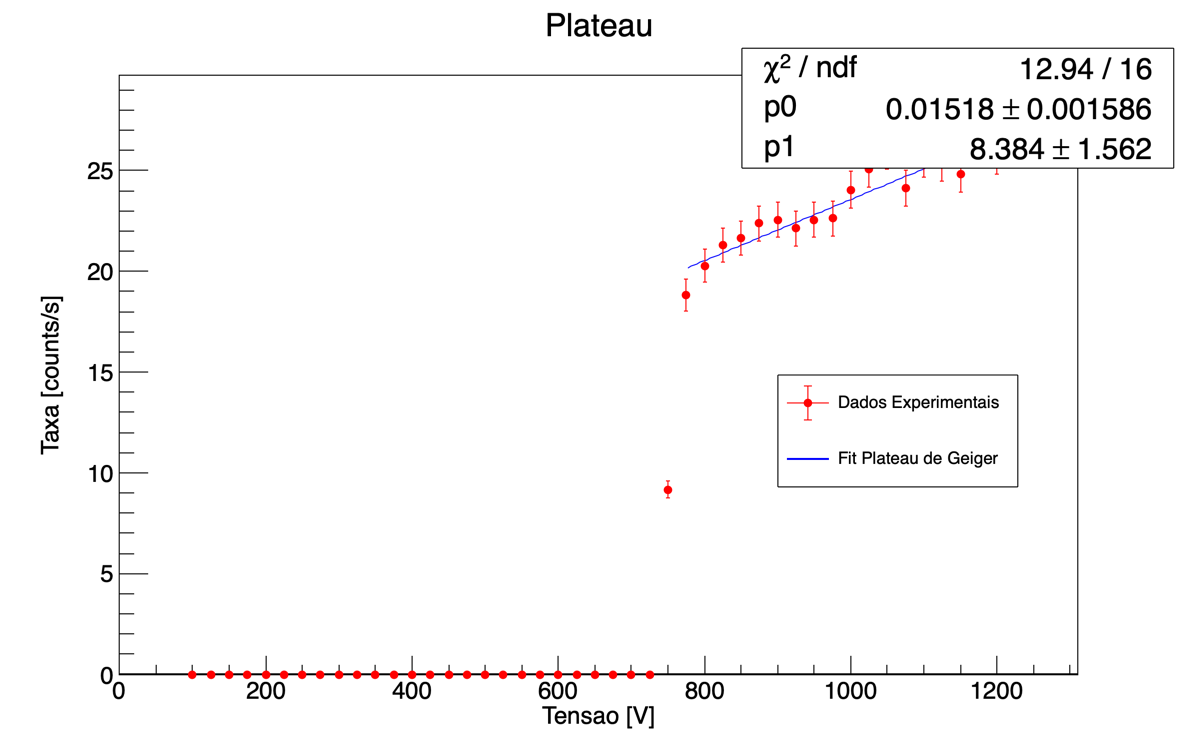 Plateau
χ² / ndf 12.94 / 16
p0 0.01518 ± 0.001586
p1 8.384 ± 1.562
25
20
15
10
5
0
Taxa [counts/s]
Dados Experimentais
Fit Plateau de Geiger
0 200 400 600 800 1000 1200
Tensao [V]